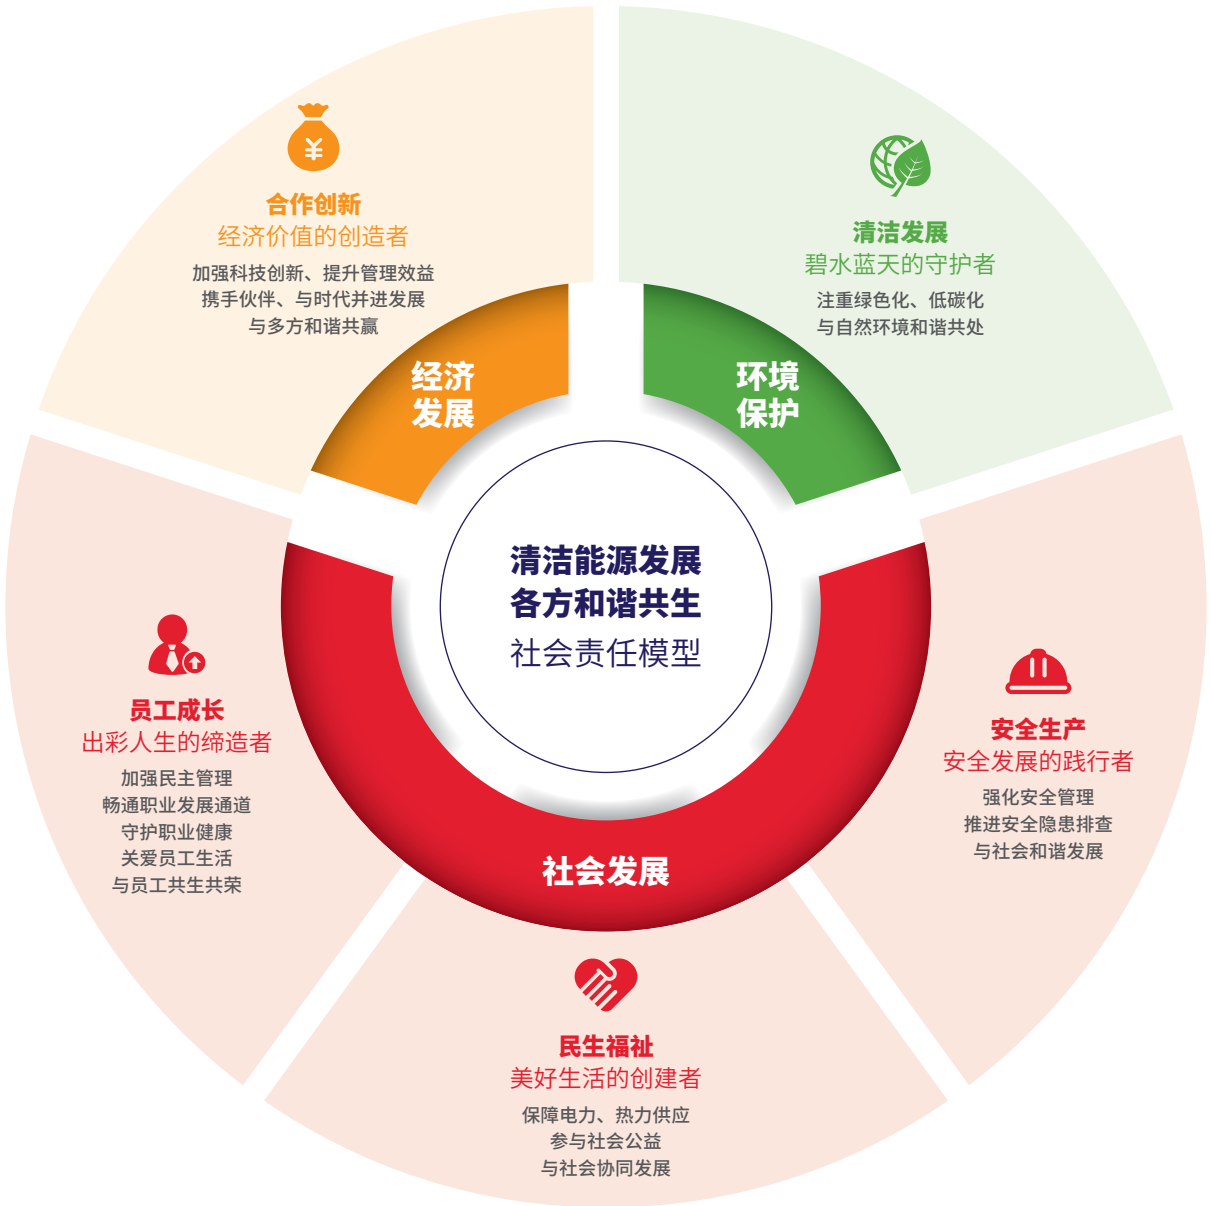 合作创新
经济价值的创造者
加强科技创新、提升管理效益
携手伙伴、与时代并进发展
与多方和谐共赢
清洁发展
碧水蓝天的守护者
注重绿色化、低碳化
与自然环境和谐共处
经济
发展
环境
保护
清洁能源发展
各方和谐共生
社会责任模型
员工成长
出彩人生的缔造者
加强民主管理
畅通职业发展通道
守护职业健康
关爱员工生活
与员工共生共荣
安全生产
安全发展的践行者
强化安全管理
推进安全隐患排查
与社会和谐发展
社会发展
民生福祉
美好生活的创建者
保障电力、热力供应
参与社会公益
与社会协同发展